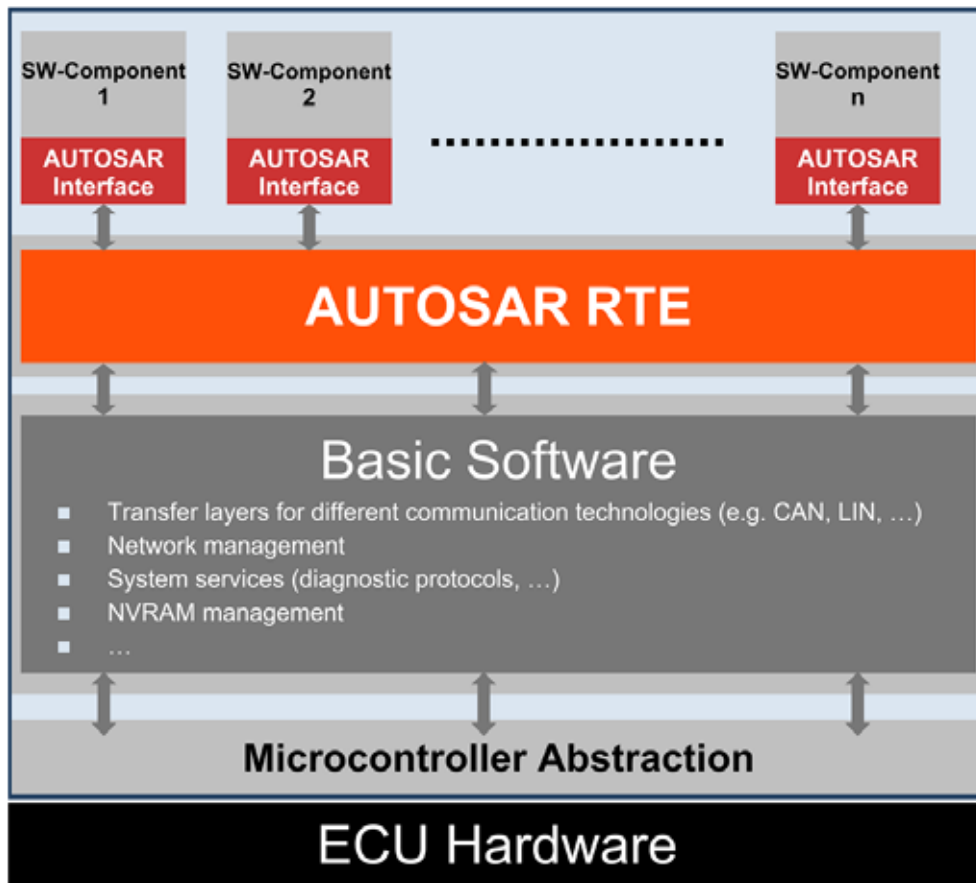 SW-Component
1
SW-Component
2
SW-Component
n
AUTOSAR
Interface
AUTOSAR
Interface
AUTOSAR
Interface
AUTOSAR RTE
Basic Software
Transfer layers for different communication technologies (e.g. CAN, LIN, …)
Network management
System services (diagnostic protocols, …)
NVRAM management
…
Microcontroller Abstraction
ECU Hardware